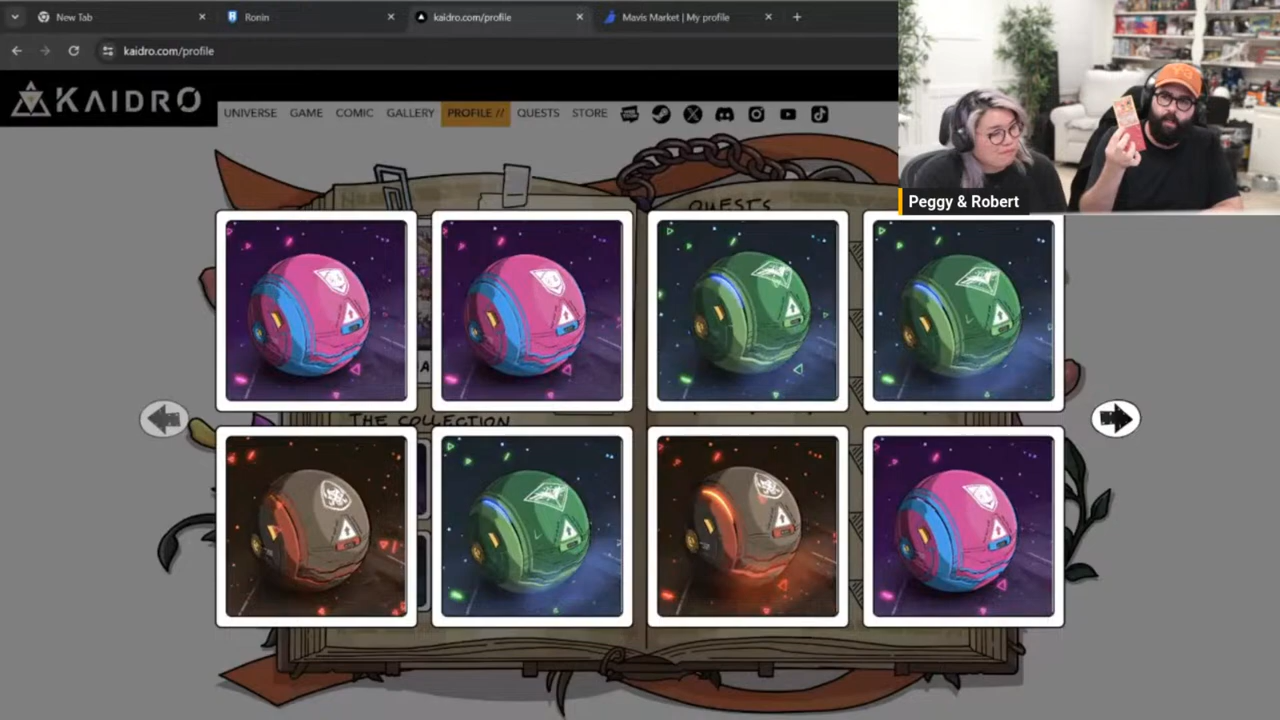 New Tab
Ronin
kaidro.com/profile
Mavis Market | My profile
kaidro.com/profile
KAIDRO
UNIVERSE
GAME
COMIC
GALLERY
PROFILE //
QUESTS
STORE
Peggy & Robert
QUESTS
THE COLLECTION